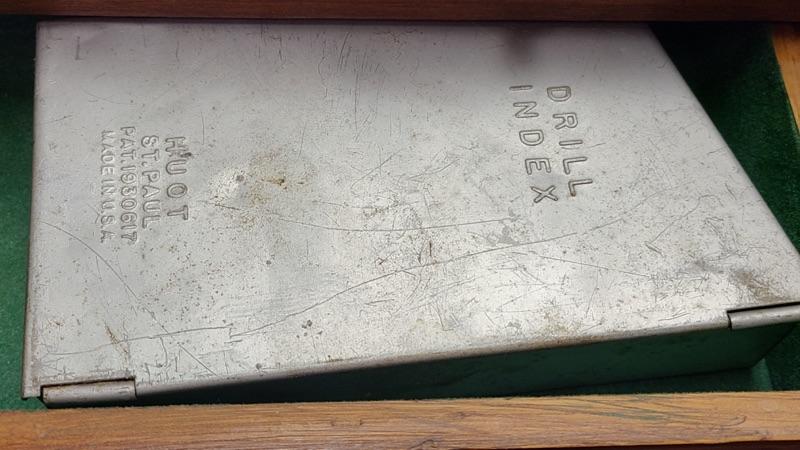 DRILL
INDEX
HUOT
ST.PAUL
PAT.1930617
MADE IN U.S.A.